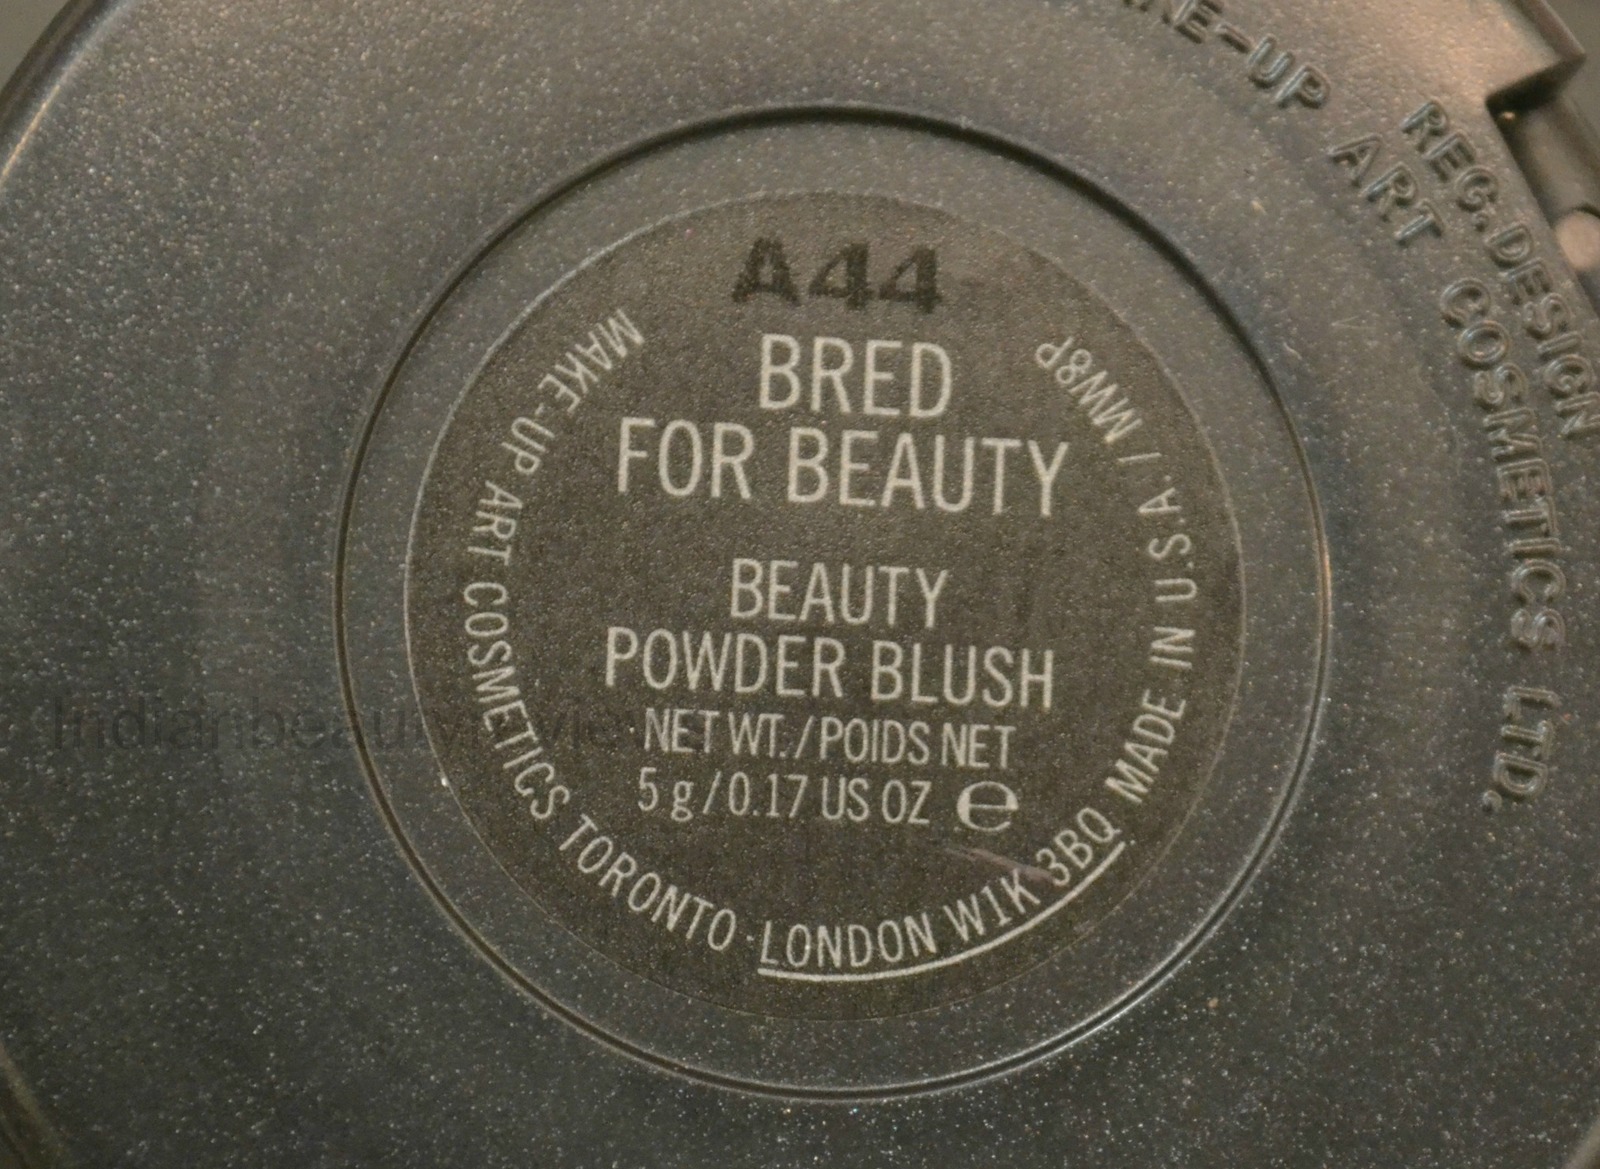 A44
BRED
FOR BEAUTY
BEAUTY
POWDER BLUSH
NET WT./POIDS NET
5 g/0.17 US OZ e
MAKE-UP ART COSMETICS TORONTO · LONDON W1K 3BQ MADE IN U.S.A. / MW8P
UP ART COSMETICS LTD.
REG. DESIGN